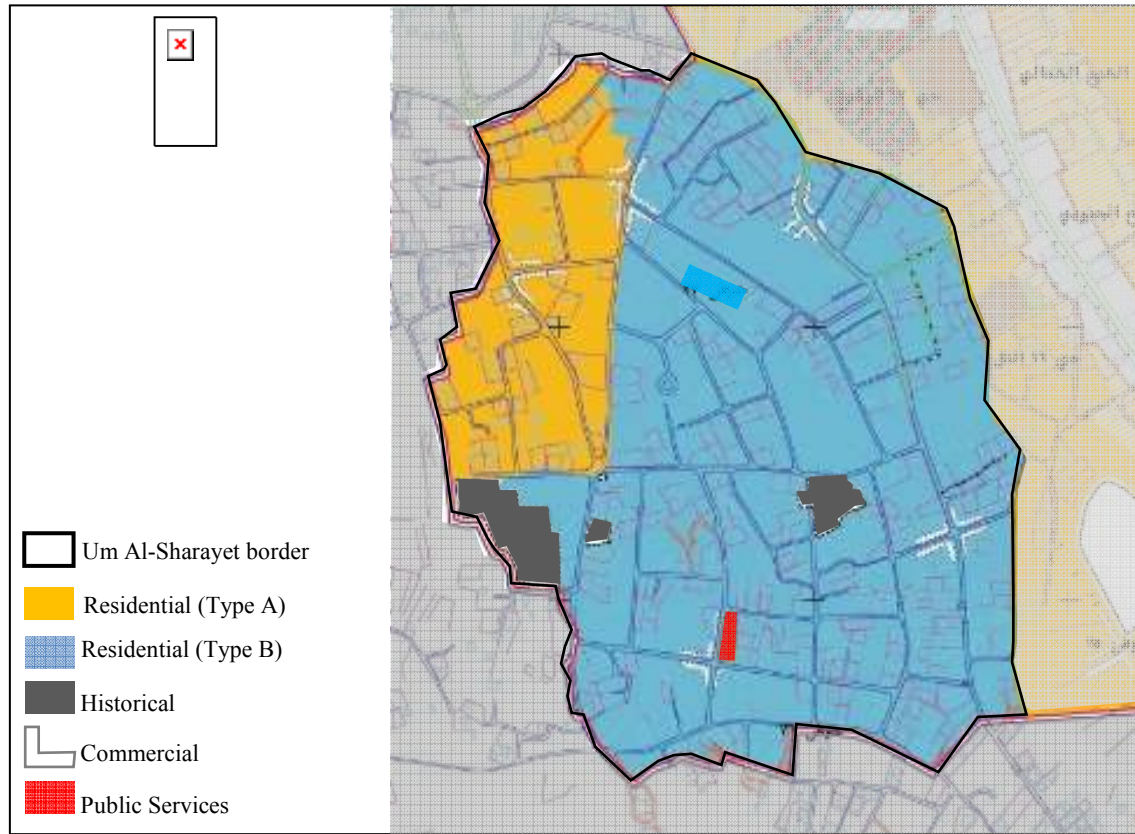 Um Al-Sharayet border
Residential (Type A)
Residential (Type B)
Historical
Commercial
Public Services